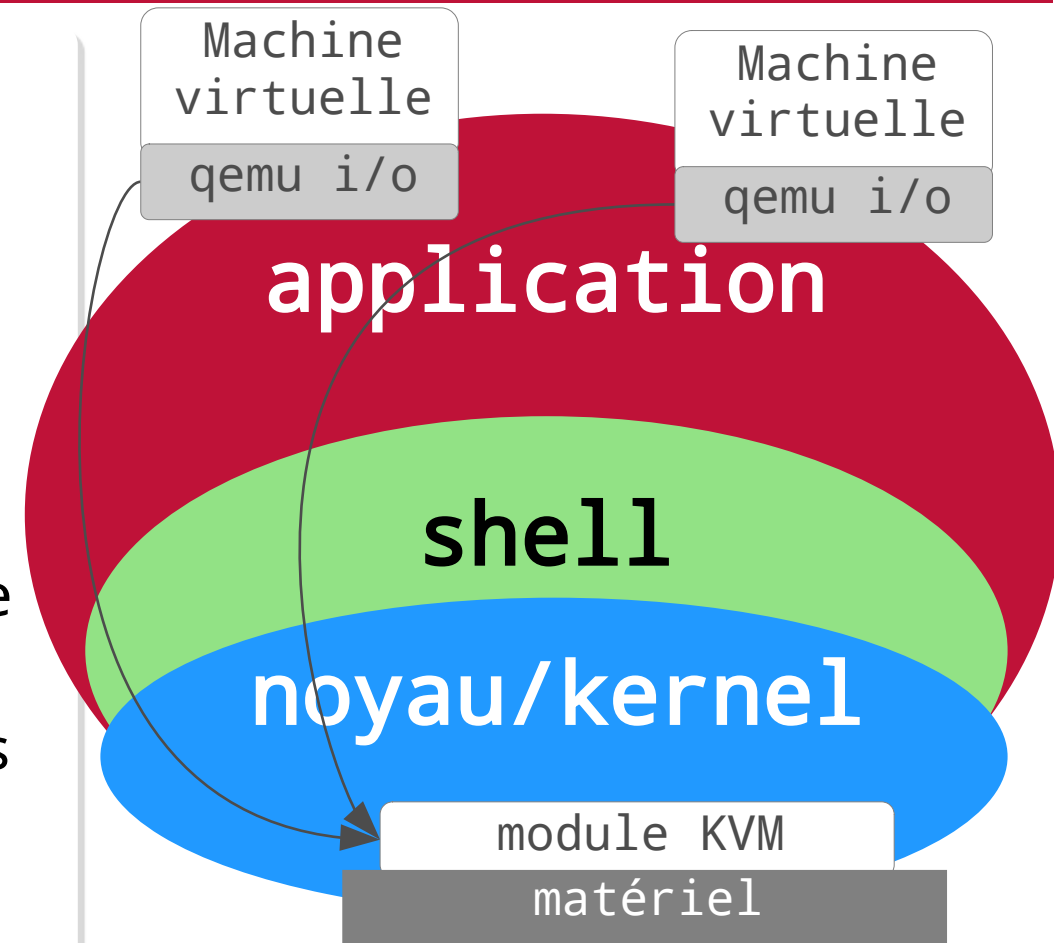 Machine
virtuelle
qemu i/o
Machine
virtuelle
qemu i/o
application
shell
e
noyau/kernel
s
module KVM
matériel